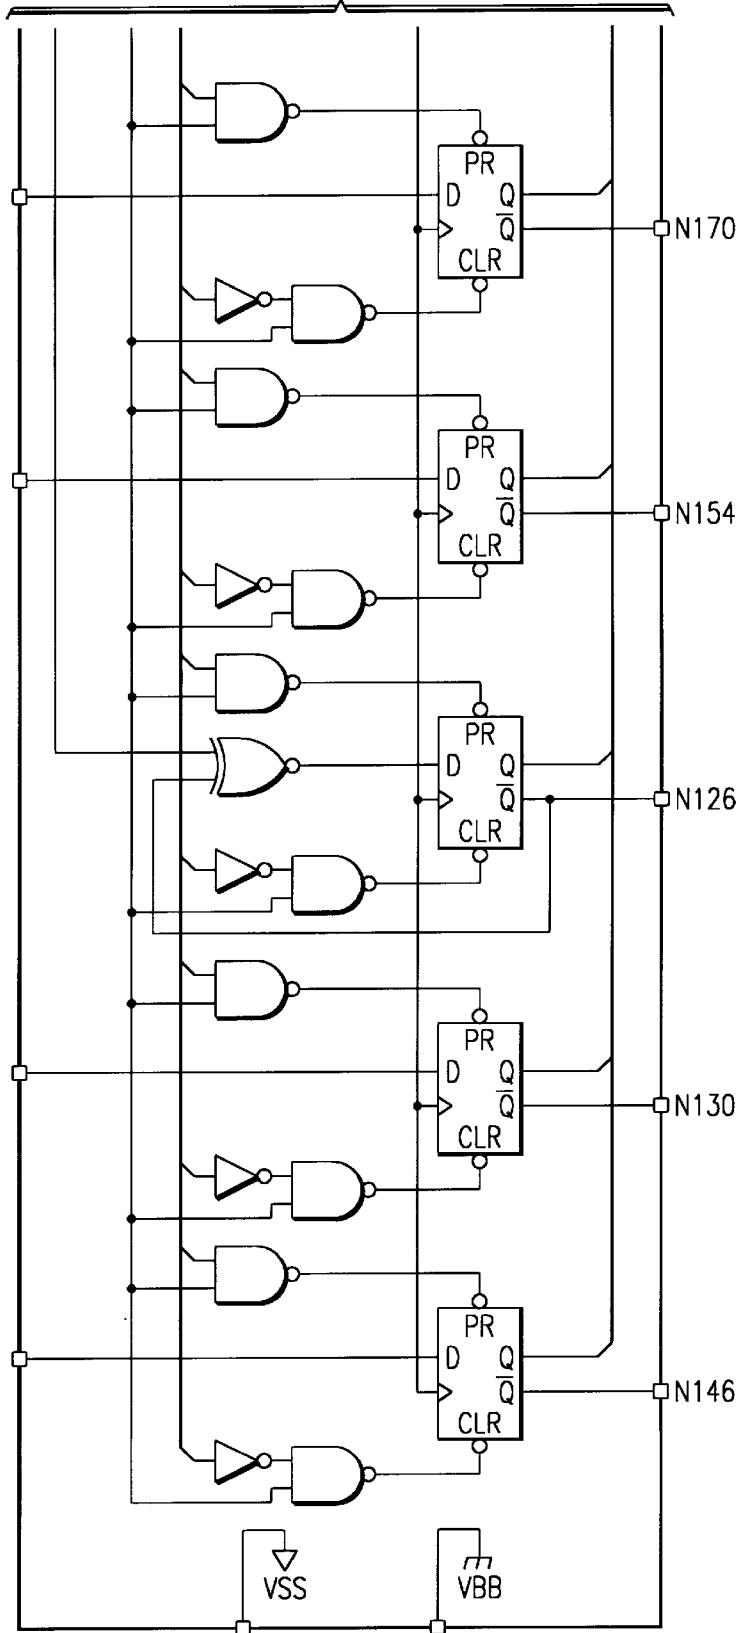 PR
D Q
Q̅ N170
CLR
PR
D Q
Q̅ N154
CLR
PR
D Q
Q̅ N126
CLR
PR
D Q
Q̅ N130
CLR
PR
D Q
Q̅ N146
CLR
VSS VBB